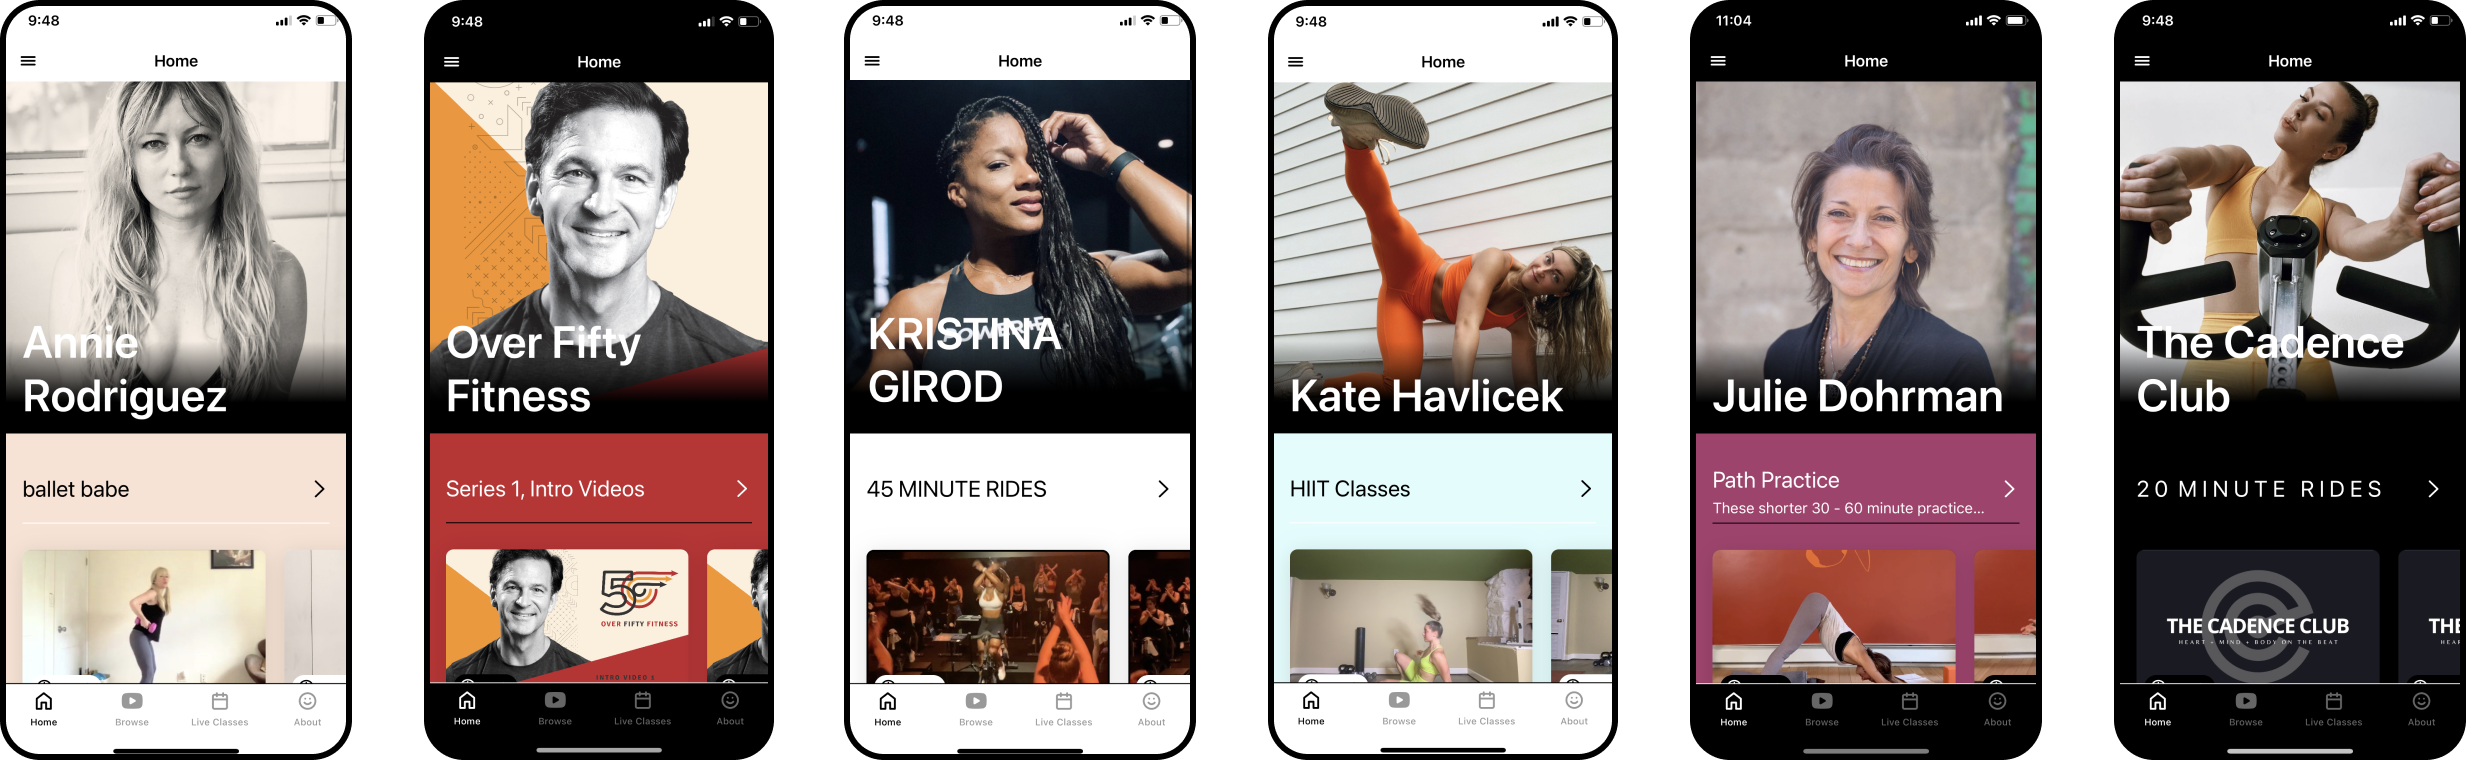 9:48
Home
Annie
Rodriguez
ballet babe
Home
Browse
Live Classes
About
9:48
Home
Over Fifty
Fitness
Series 1, Intro Videos
OVER FIFTY FITNESS
INTRO VIDEO 1
Home
Browse
Live Classes
About
9:48
Home
KRISTINA
GIROD
45 MINUTE RIDES
Home
Browse
Live Classes
About
9:48
Home
Kate Havlicek
HIIT Classes
Home
Browse
Live Classes
About
11:04
Home
Julie Dohrman
Path Practice
These shorter 30 - 60 minute practice...
Home
Browse
Live Classes
About
9:48
Home
The Cadence
Club
20 MINUTE RIDES
THE CADENCE CLUB
HEART + MIND + BODY ON THE BEAT
THE
HEAR
Home
Browse
Live Classes
About